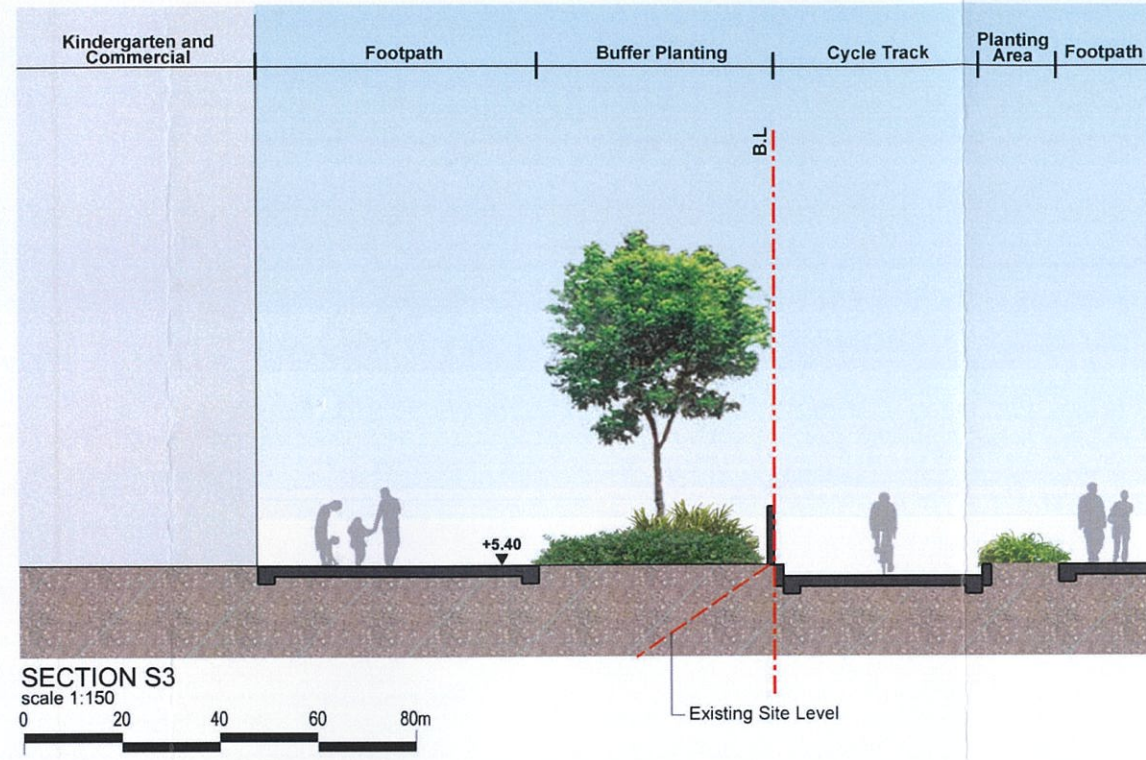 Kindergarten and
Commercial
Footpath
Buffer Planting
Cycle Track
Planting
Area
Footpath
B.L
+5.40
SECTION S3
scale 1:150
0 20 40 60 80m
Existing Site Level